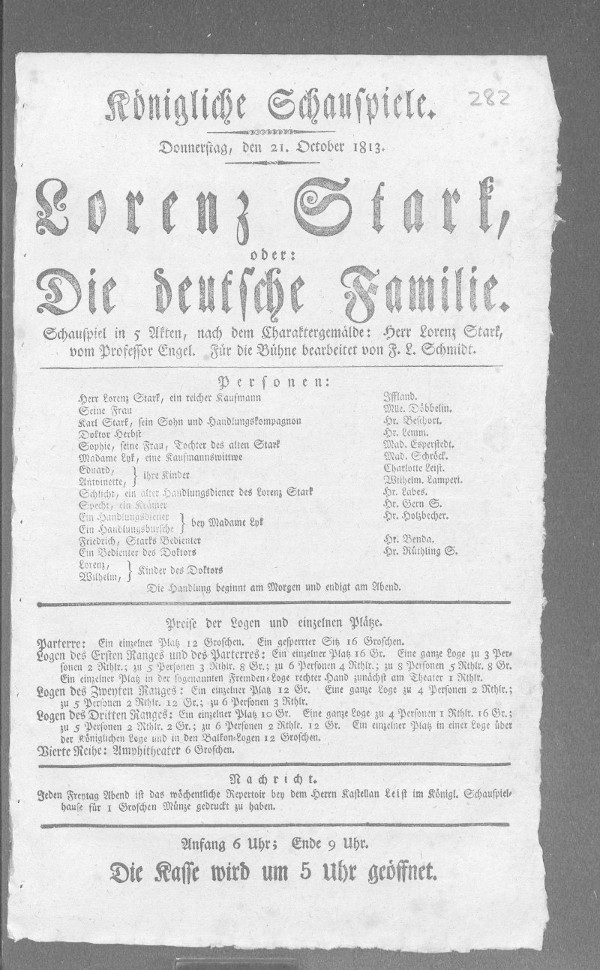 Königliche Schauspiele.
282
Donnerstag, den 21. October 1813.
Lorenz Stark,
oder:
Die deutsche Familie.
Schauspiel in 5 Akten, nach dem Charaktergemälde: Herr Lorenz Stark,
vom Professor Engel. Für die Bühne bearbeitet von F. L. Schmidt.
Personen:
Herr Lorenz Stark, ein reicher Kaufmann Iffland.
Seine Frau Mlle. Döbbelin.
Karl Stark, sein Sohn und Handlungskompagnon Hr. Beschort.
Doktor Herbst Hr. Lemm.
Sophie, seine Frau, Tochter des alten Stark Mad. Esperstedt.
Madame Lyk, eine Kaufmannswittwe Mad. Schröck.
Eduard, Charlotte Leist.
} ihre Kinder
Antoinette, Wilhelm. Lampert.
Schlicht, ein alter Handlungsdiener des Lorenz Stark Hr. Labes.
Specht, ein Krämer Hr. Gern S.
Ein Handlungsdiener Hr. Holzbecher.
} bey Madame Lyk
Ein Handlungsbursche
Friedrich, Starks Bedienter Hr. Benda.
Ein Bedienter des Doktors Hr. Rüthling S.
Lorenz,
} Kinder des Doktors
Wilhelm,
Die Handlung beginnt am Morgen und endigt am Abend.
Preise der Logen und einzelnen Plätze.
Parterre: Ein einzelner Platz 12 Groschen. Ein gesperrter Sitz 16 Groschen.
Logen des Ersten Ranges und des Parterres: Ein einzelner Platz 16 Gr. Eine ganze Loge zu 3 Per-
sonen 2 Rthlr.; zu 5 Personen 3 Rthlr. 8 Gr.; zu 6 Personen 4 Rthlr.; zu 8 Personen 5 Rthlr. 8 Gr.
Ein einzelner Platz in der sogenannten Fremden-Loge rechter Hand zunächst am Theater 1 Rthlr.
Logen des Zweyten Ranges: Ein einzelner Platz 12 Gr. Eine ganze Loge zu 4 Personen 2 Rthlr.;
zu 5 Personen 2 Rthlr. 12 Gr.; zu 6 Personen 3 Rthlr.
Logen des Dritten Ranges: Ein einzelner Platz 10 Gr. Eine ganze Loge zu 4 Personen 1 Rthlr. 16 Gr.;
zu 5 Personen 2 Rthlr. 2 Gr.; zu 6 Personen 2 Rthlr. 12 Gr. Ein einzelner Platz in einer Loge über
der Königlichen Loge und in den Balkon-Logen 12 Groschen.
Vierte Reihe: Amphitheater 6 Groschen.
Nachricht.
Jeden Freytag Abend ist das wöchentliche Repertoir bey dem Herrn Kastellan Leist im Königl. Schauspiel-
hause für 1 Groschen Münze gedruckt zu haben.
Anfang 6 Uhr; Ende 9 Uhr.
Die Kasse wird um 5 Uhr geöffnet.